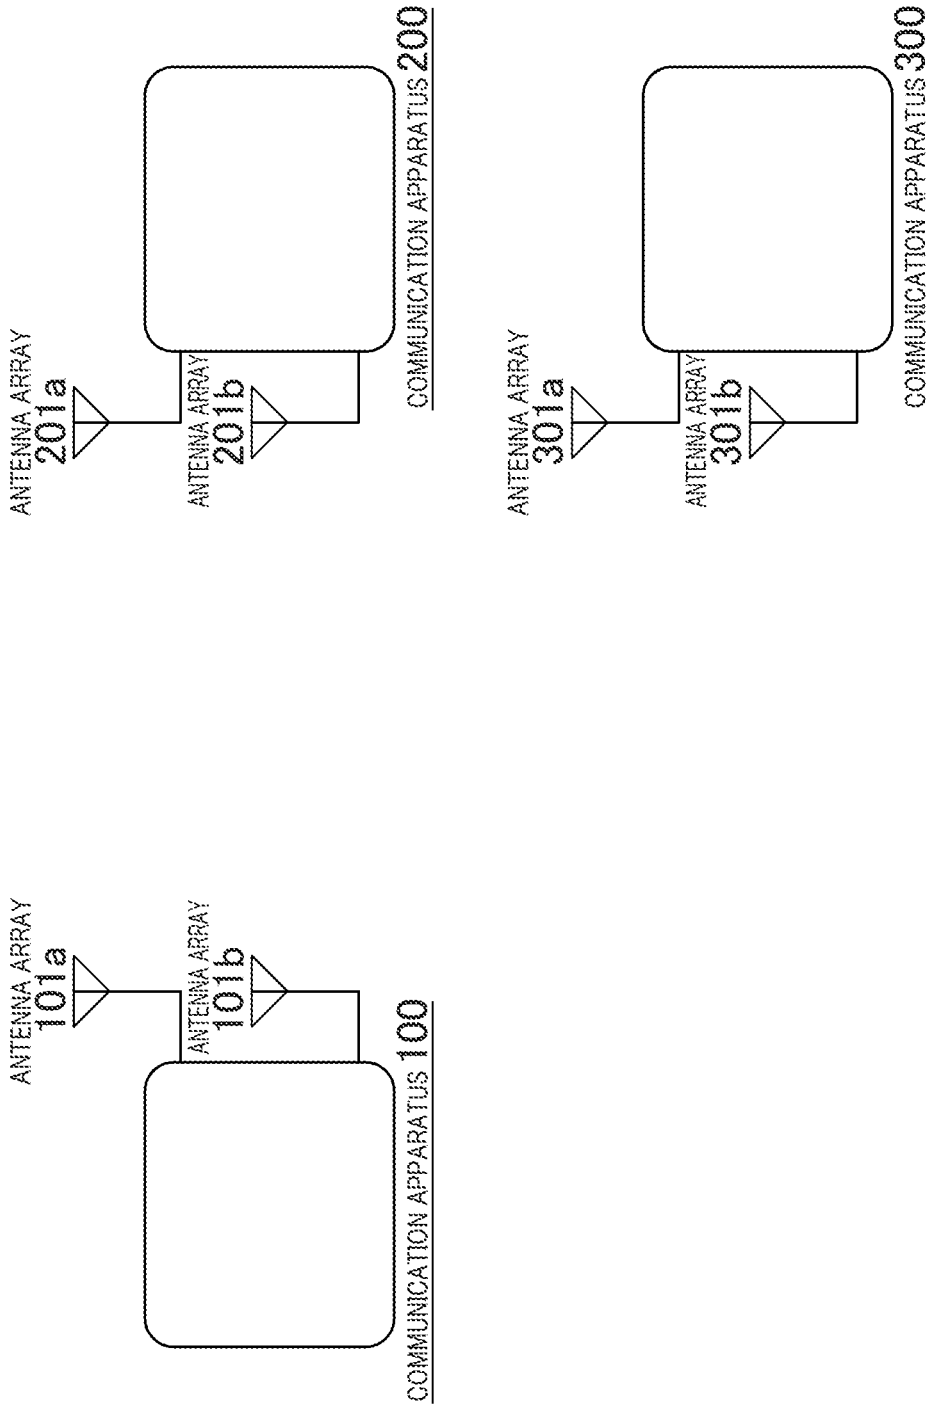 ANTENNA ARRAY
101a
ANTENNA ARRAY
101b
COMMUNICATION APPARATUS 100
ANTENNA ARRAY
201a
ANTENNA ARRAY
201b
COMMUNICATION APPARATUS 200
ANTENNA ARRAY
301a
ANTENNA ARRAY
301b
COMMUNICATION APPARATUS 300